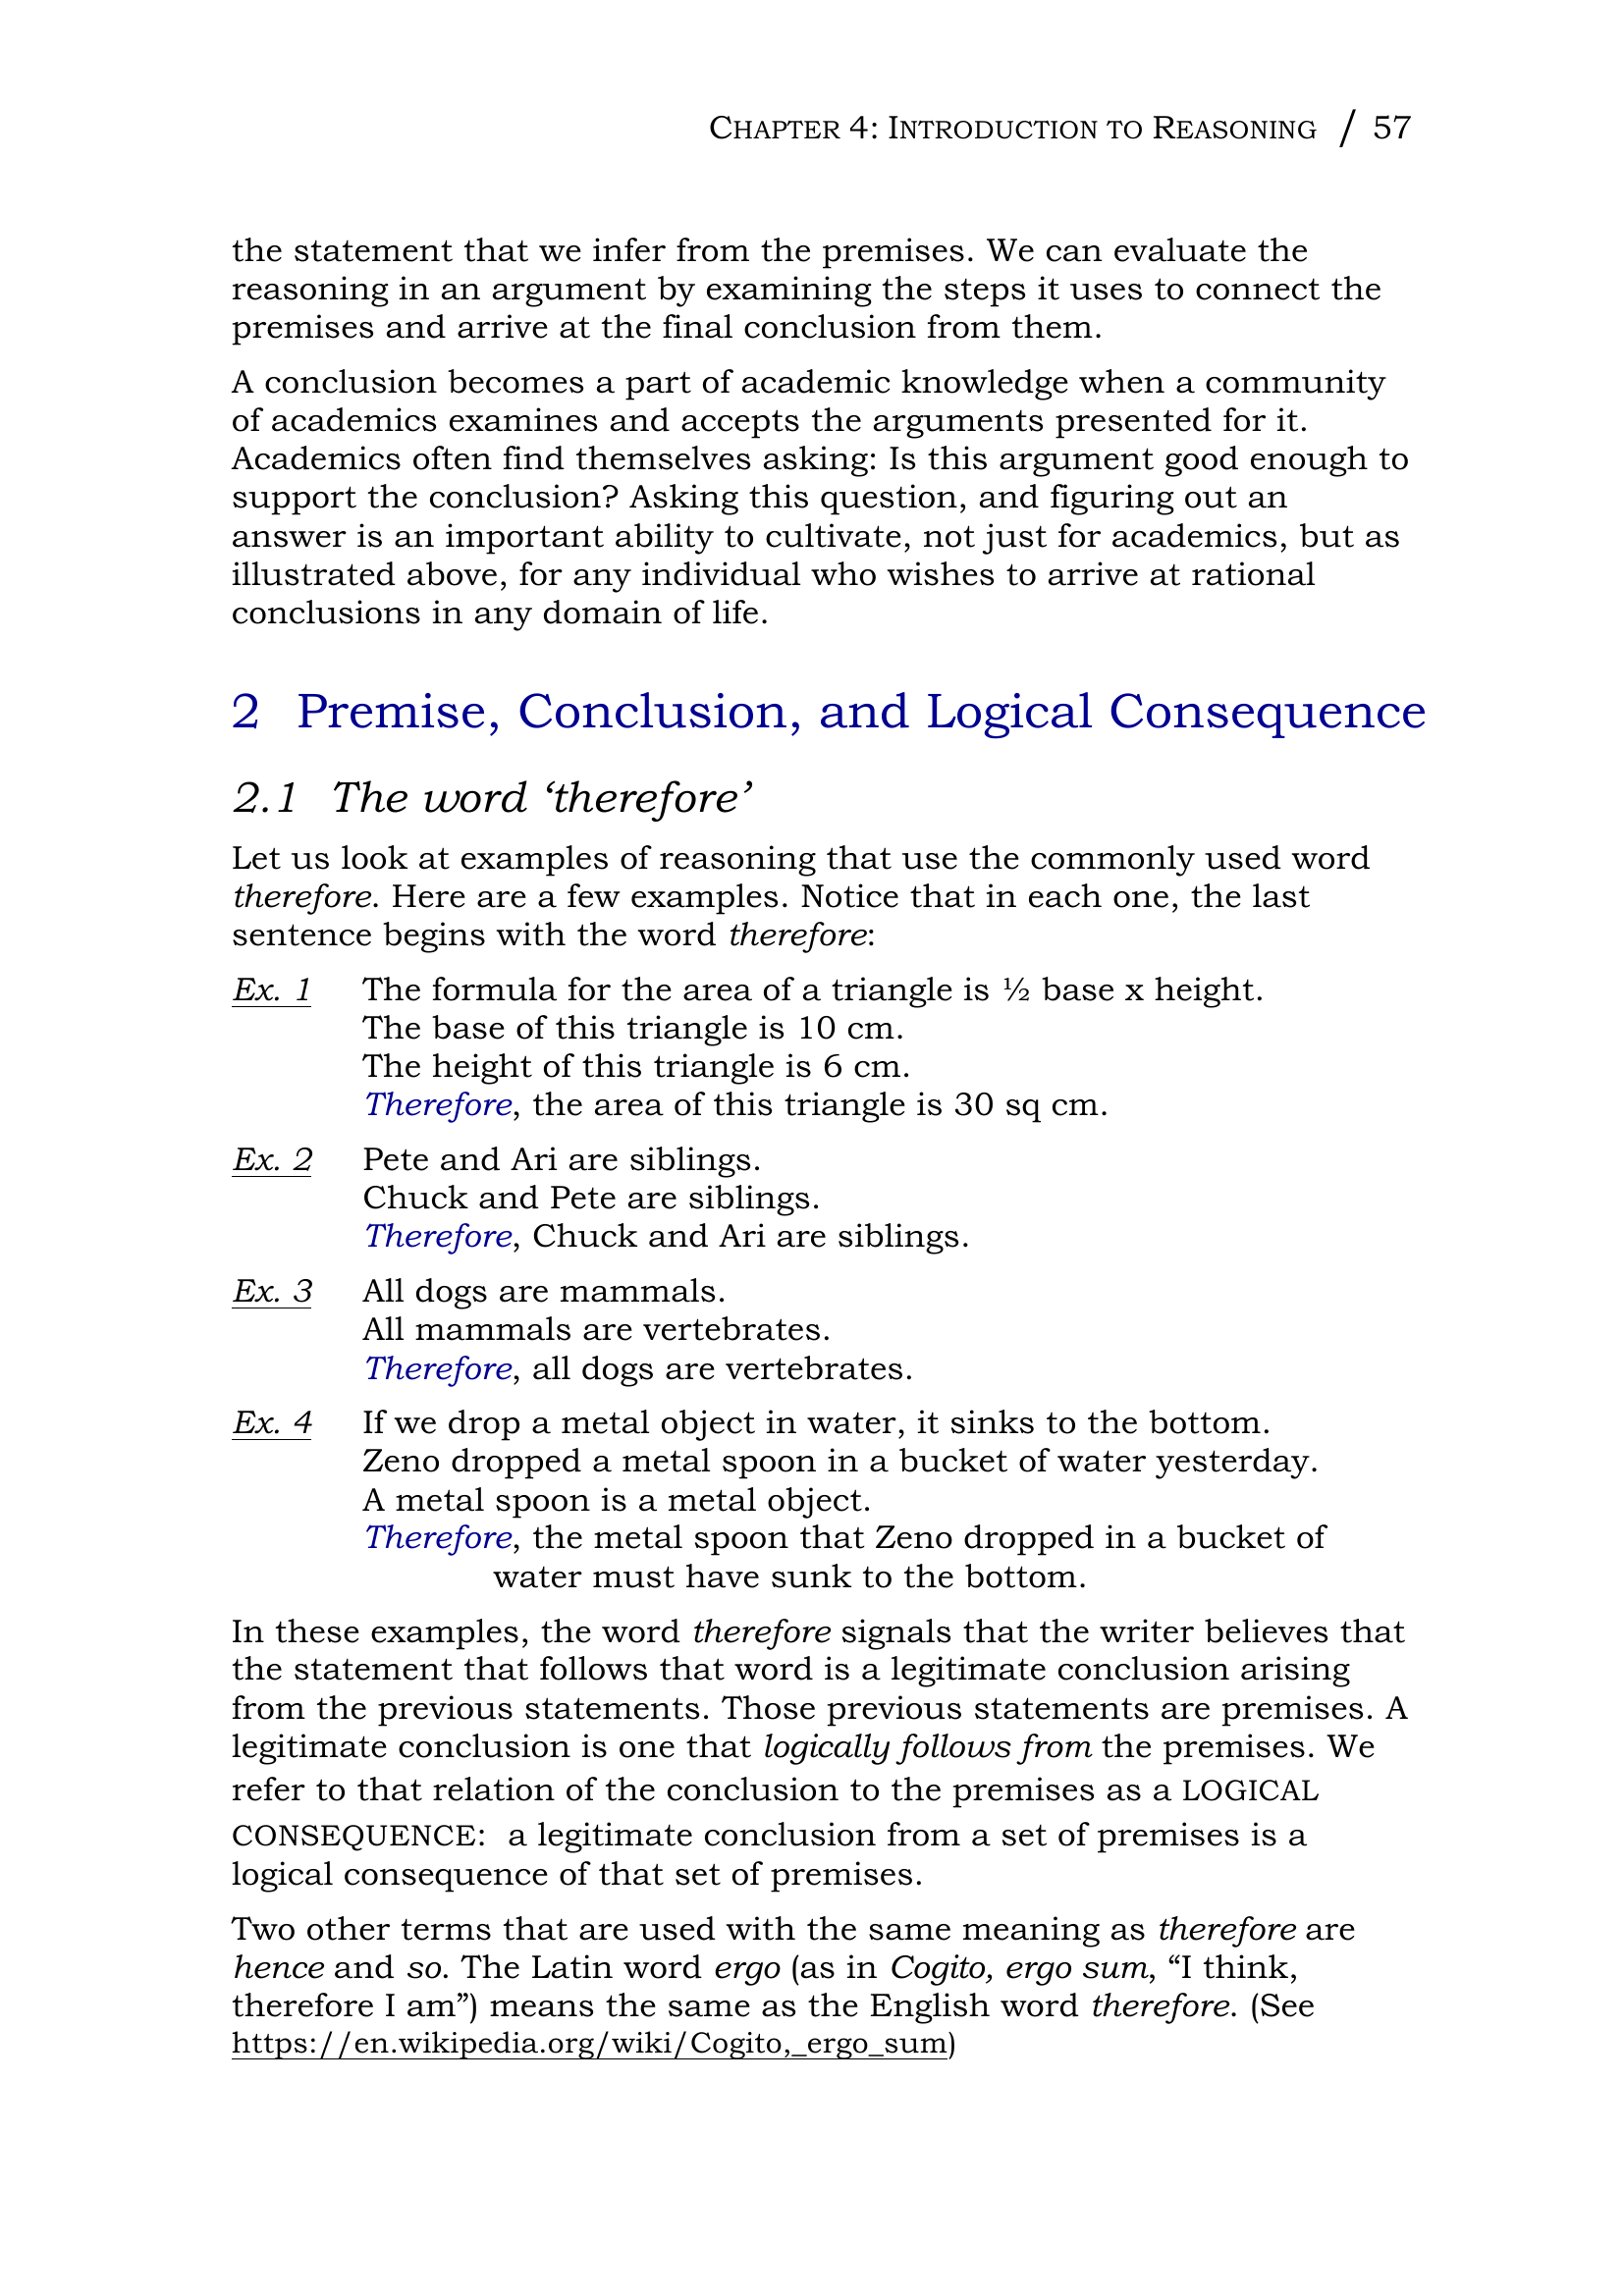 CHAPTER 4: INTRODUCTION TO REASONING / 57
the statement that we infer from the premises. We can evaluate the
reasoning in an argument by examining the steps it uses to connect the
premises and arrive at the final conclusion from them.
A conclusion becomes a part of academic knowledge when a community
of academics examines and accepts the arguments presented for it.
Academics often find themselves asking: Is this argument good enough to
support the conclusion? Asking this question, and figuring out an
answer is an important ability to cultivate, not just for academics, but as
illustrated above, for any individual who wishes to arrive at rational
conclusions in any domain of life.
2 Premise, Conclusion, and Logical Consequence
2.1 The word ‘therefore’
Let us look at examples of reasoning that use the commonly used word
therefore. Here are a few examples. Notice that in each one, the last
sentence begins with the word therefore:
Ex. 1 The formula for the area of a triangle is ½ base x height.
The base of this triangle is 10 cm.
The height of this triangle is 6 cm.
Therefore, the area of this triangle is 30 sq cm.
Ex. 2 Pete and Ari are siblings.
Chuck and Pete are siblings.
Therefore, Chuck and Ari are siblings.
Ex. 3 All dogs are mammals.
All mammals are vertebrates.
Therefore, all dogs are vertebrates.
Ex. 4 If we drop a metal object in water, it sinks to the bottom.
Zeno dropped a metal spoon in a bucket of water yesterday.
A metal spoon is a metal object.
Therefore, the metal spoon that Zeno dropped in a bucket of
water must have sunk to the bottom.
In these examples, the word therefore signals that the writer believes that
the statement that follows that word is a legitimate conclusion arising
from the previous statements. Those previous statements are premises. A
legitimate conclusion is one that logically follows from the premises. We
refer to that relation of the conclusion to the premises as a LOGICAL
CONSEQUENCE: a legitimate conclusion from a set of premises is a
logical consequence of that set of premises.
Two other terms that are used with the same meaning as therefore are
hence and so. The Latin word ergo (as in Cogito, ergo sum, “I think,
therefore I am”) means the same as the English word therefore. (See
https://en.wikipedia.org/wiki/Cogito,_ergo_sum)